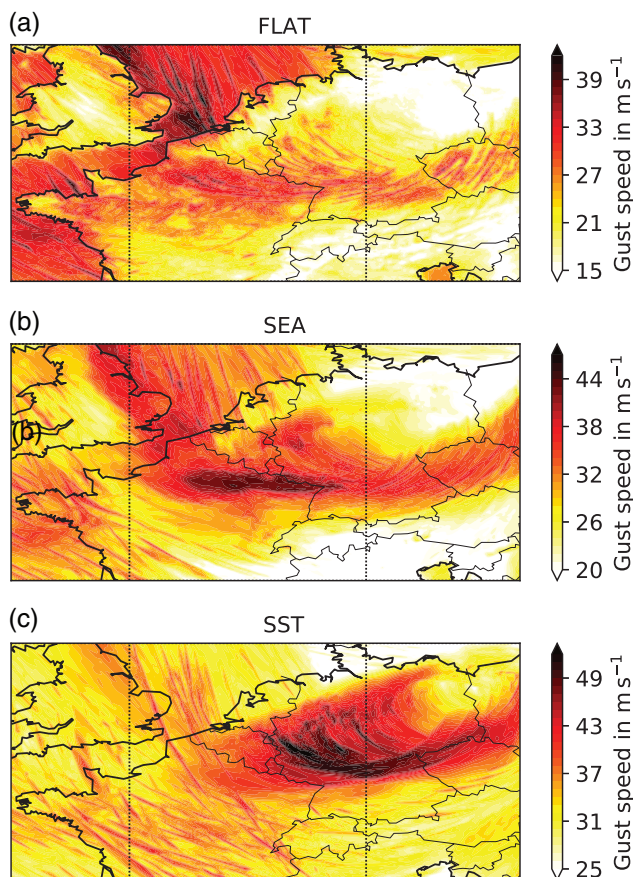 (a)
FLAT
39
33
27
21
15
Gust speed in m s⁻¹
(b)
SEA
44
38
32
26
20
Gust speed in m s⁻¹
(b)
(c)
SST
49
43
37
31
25
Gust speed in m s⁻¹